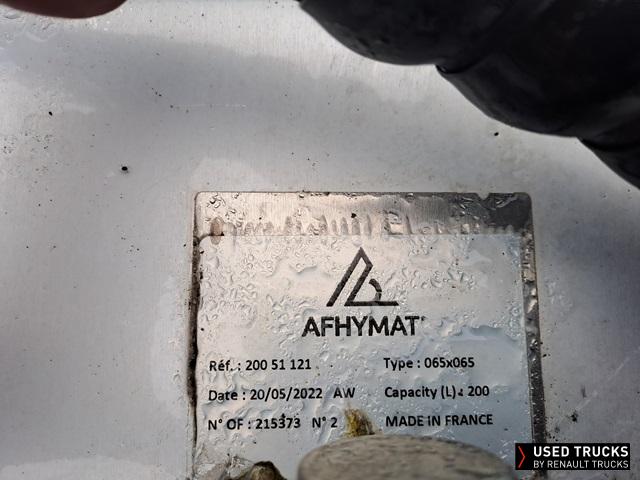 AFHYMAT
Réf. : 200 51 121 Type : 065x065
Date : 20/05/2022 AW Capacity (L) : 200
N° OF : 215373 N° 2 MADE IN FRANCE
USED TRUCKS
BY RENAULT TRUCKS